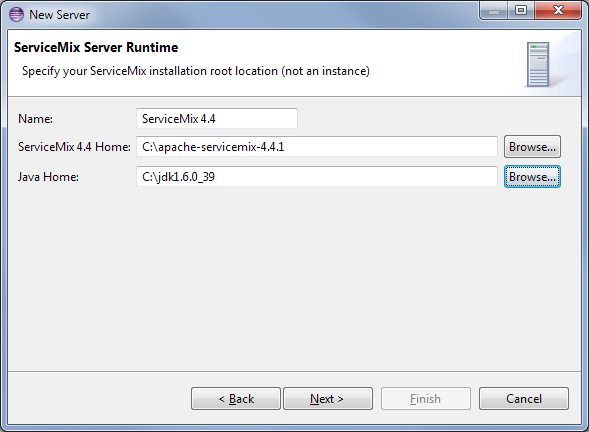 New Server
ServiceMix Server Runtime
Specify your ServiceMix installation root location (not an instance)
Name: ServiceMix 4.4
ServiceMix 4.4 Home: C:\apache-servicemix-4.4.1 Browse...
Java Home: C:\jdk1.6.0_39 Browse...
< Back Next > Finish Cancel